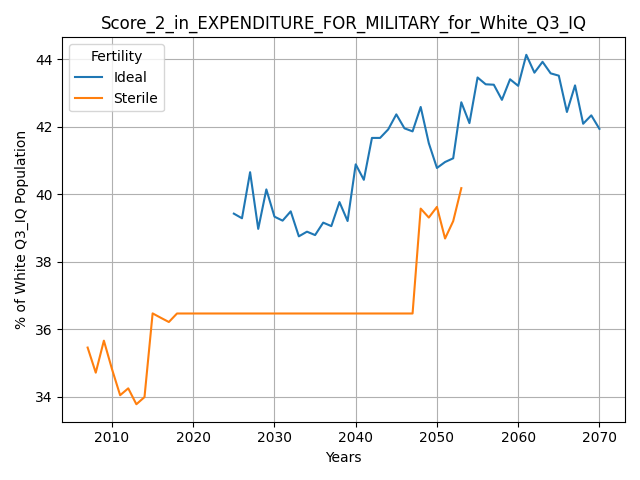 Score_2_in_EXPENDITURE_FOR_MILITARY_for_White_Q3_IQ
Fertility
Ideal
Sterile
% of White Q3_IQ Population
44
42
40
38
36
34
2010
2020
2030
2040
2050
2060
2070
Years